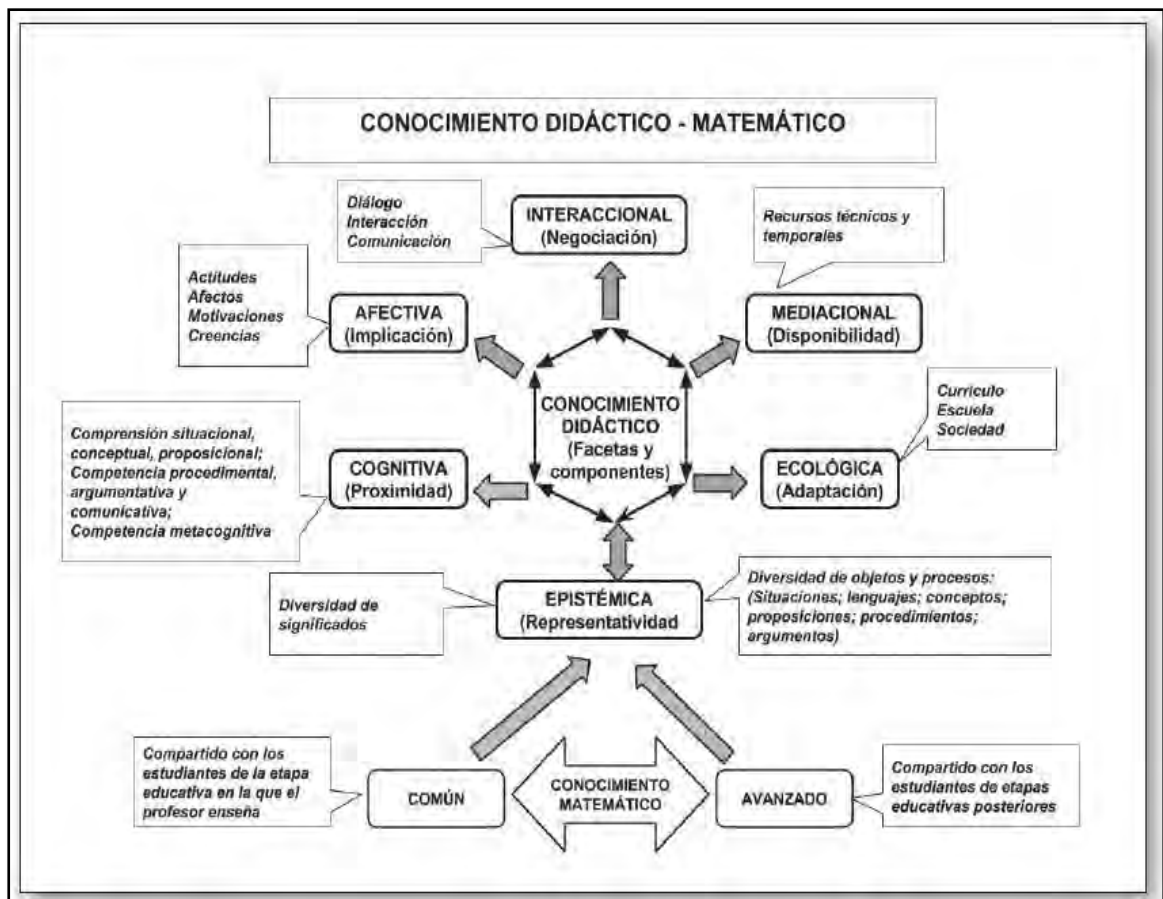 CONOCIMIENTO DIDÁCTICO - MATEMÁTICO
Diálogo
Interacción
Comunicación
INTERACCIONAL
(Negociación)
Recursos técnicos y
temporales
Actitudes
Afectos
Motivaciones
Creencias
AFECTIVA
(Implicación)
MEDIACIONAL
(Disponibilidad)
CONOCIMIENTO
DIDÁCTICO
(Facetas y
componentes)
Currículo
Escuela
Sociedad
Comprensión situacional,
conceptual, proposicional;
Competencia procedimental,
argumentativa y
comunicativa;
Competencia metacognitiva
COGNITIVA
(Proximidad)
ECOLÓGICA
(Adaptación)
Diversidad de
significados
EPISTÉMICA
(Representatividad
Diversidad de objetos y procesos:
(Situaciones; lenguajes; conceptos;
proposiciones; procedimientos;
argumentos)
Compartido con los
estudiantes de la etapa
educativa en la que el
profesor enseña
COMÚN
CONOCIMIENTO
MATEMÁTICO
AVANZADO
Compartido con los
estudiantes de etapas
educativas posteriores